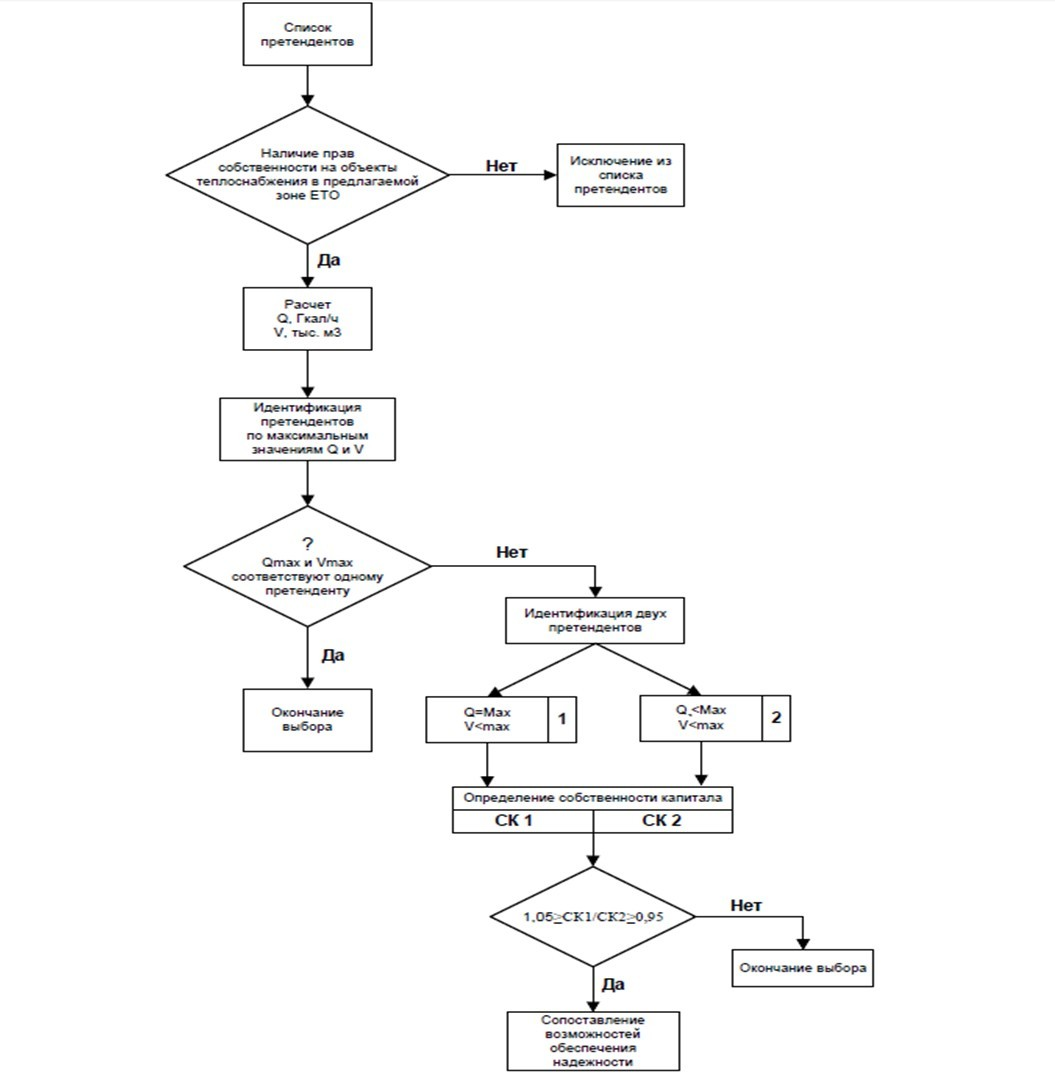 Список
претендентов
Наличие прав
собственности на объекты
теплоснабжения в предлагаемой
зоне ЕТО
Нет
Исключение из
списка
претендентов
Да
Расчет
Q, Гкал/ч
V, тыс. м3
Идентификация
претендентов
по максимальным
значениям Q и V
?
Qmax и Vmax
соответствуют одному
претенденту
Нет
Идентификация двух
претендентов
Да
Окончание
выбора
Q=Max
V<max
1
Q,<Max
V<max
2
Определение собственности капитала
СК 1
СК 2
1,05≥СК1/СК2≥0,95
Нет
Окончание выбора
Да
Сопоставление
возможностей
обеспечения
надежности